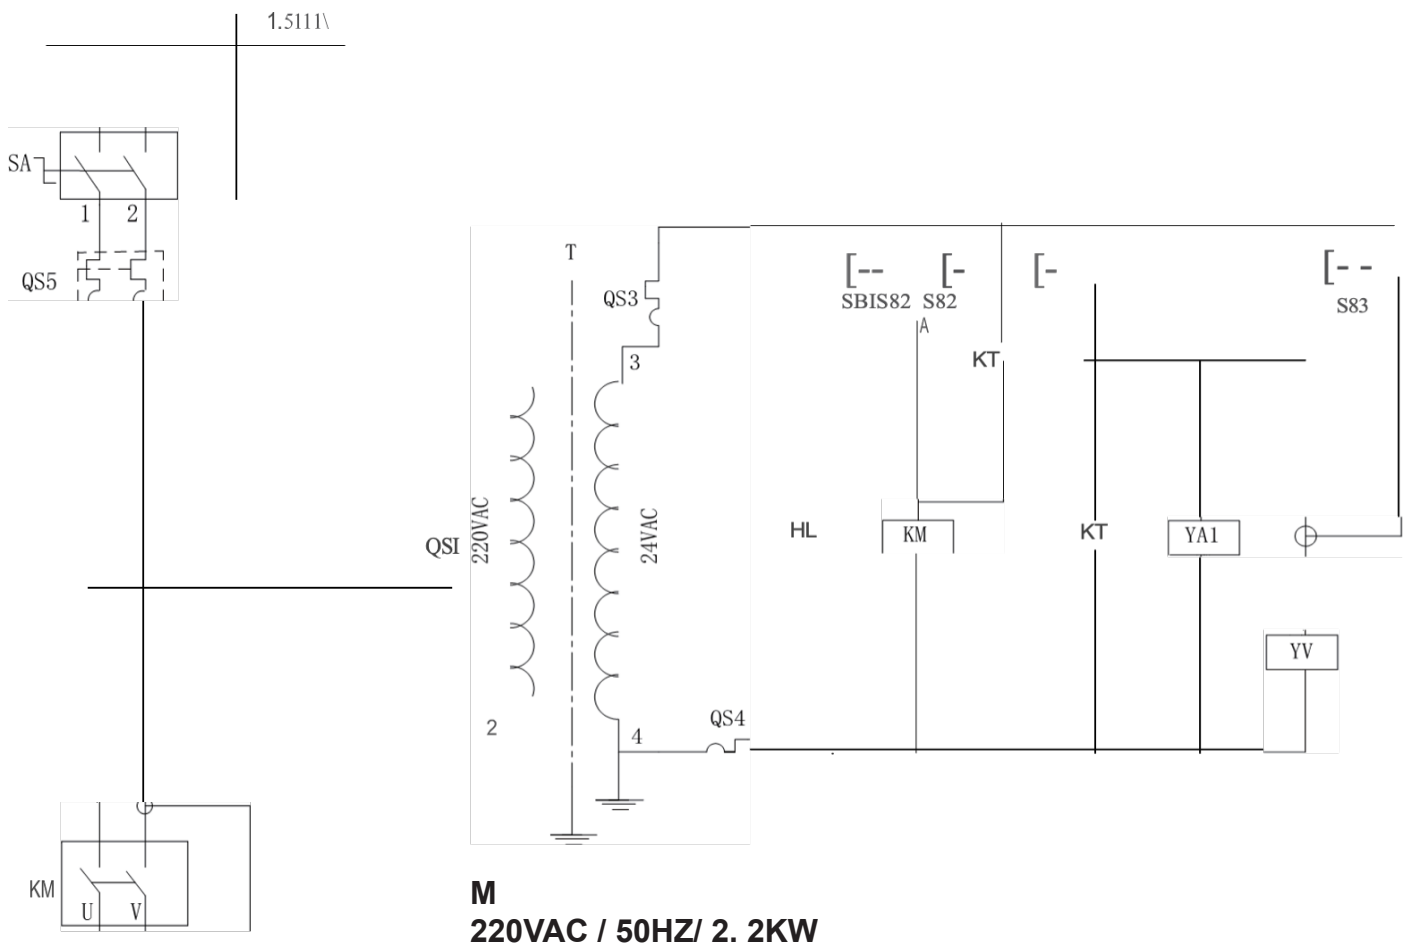 1.5111\
SA
1 2
QS5
T
QS3
3
[-- [- [- [- -
SBIS82 S82
S83
A
KT
220VAC
24VAC
QSI
HL
KM
KT
YA1
YV
2
4
QS4
KM
U V
M
220VAC / 50HZ/ 2. 2KW